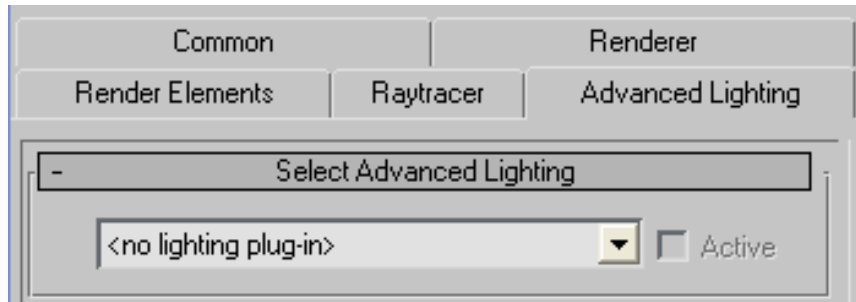 Common Renderer
Render Elements Raytracer Advanced Lighting
- Select Advanced Lighting
<no lighting plug-in> Active